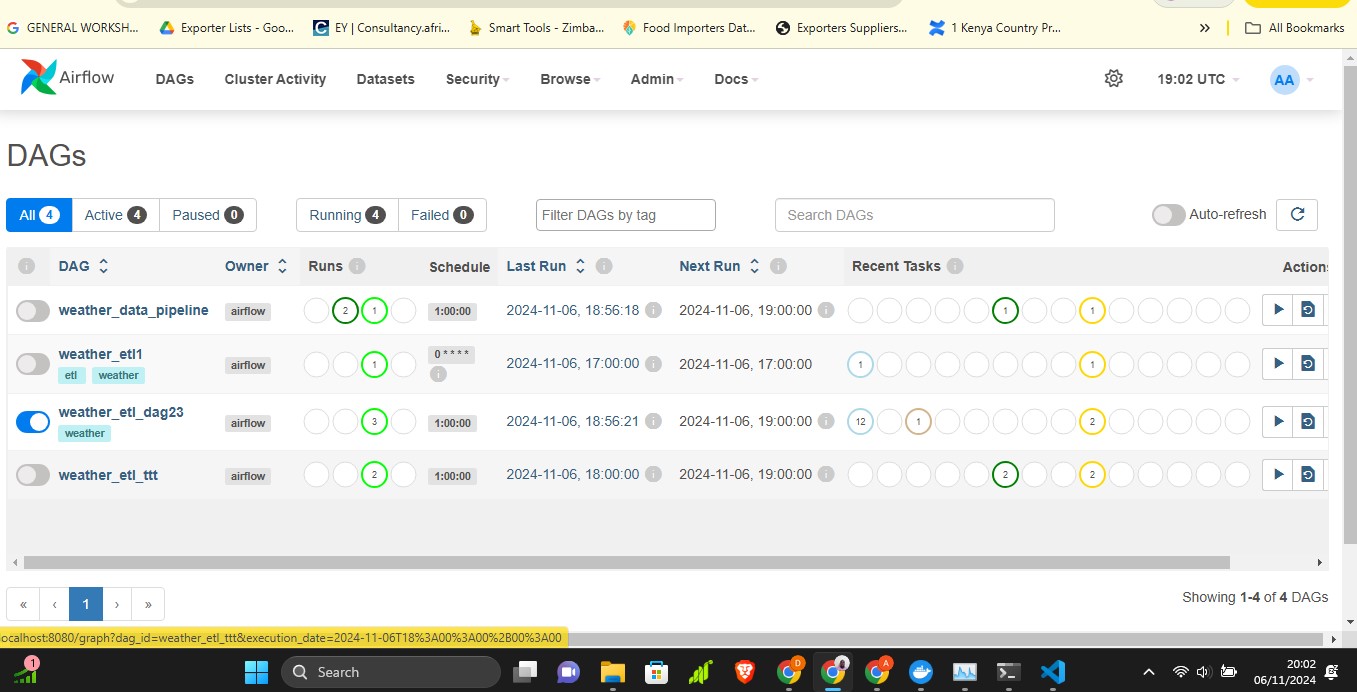 GENERAL WORKSH...
Exporter Lists - Goo...
EY | Consultancy.afri...
Smart Tools - Zimba...
Food Importers Dat...
Exporters Suppliers...
1 Kenya Country Pr...
»
All Bookmarks
Airflow DAGs Cluster Activity Datasets Security Browse Admin Docs 19:02 UTC AA
DAGs
All 4 Active 4 Paused 0 Running 4 Failed 0 Filter DAGs by tag Search DAGs Auto-refresh
i DAG Owner Runs i Schedule Last Run i Next Run i Recent Tasks i Actions
weather_data_pipeline airflow 2 1 1:00:00 2024-11-06, 18:56:18 i 2024-11-06, 19:00:00 i 1 1
weather_etl1 airflow 1 0 * * * * i 2024-11-06, 17:00:00 i 2024-11-06, 17:00:00 1 1
etl weather
weather_etl_dag23 airflow 3 1:00:00 2024-11-06, 18:56:21 i 2024-11-06, 19:00:00 i 12 1 2
weather
weather_etl_ttt airflow 2 1:00:00 2024-11-06, 18:00:00 i 2024-11-06, 19:00:00 i 2 2
« ‹ 1 › »
Showing 1-4 of 4 DAGs
localhost:8080/graph?dag_id=weather_etl_ttt&execution_date=2024-11-06T18%3A00%3A00%2B00%3A00
1 Search D A 20:02
06/11/2024